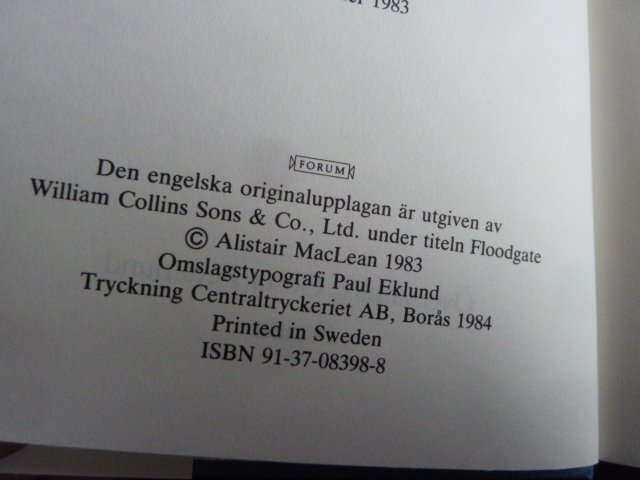 1983
FORUM
Den engelska originalupplagan är utgiven av
William Collins Sons & Co., Ltd. under titeln Floodgate
© Alistair MacLean 1983
Omslagstypografi Paul Eklund
Tryckning Centraltryckeriet AB, Borås 1984
Printed in Sweden
ISBN 91-37-08398-8